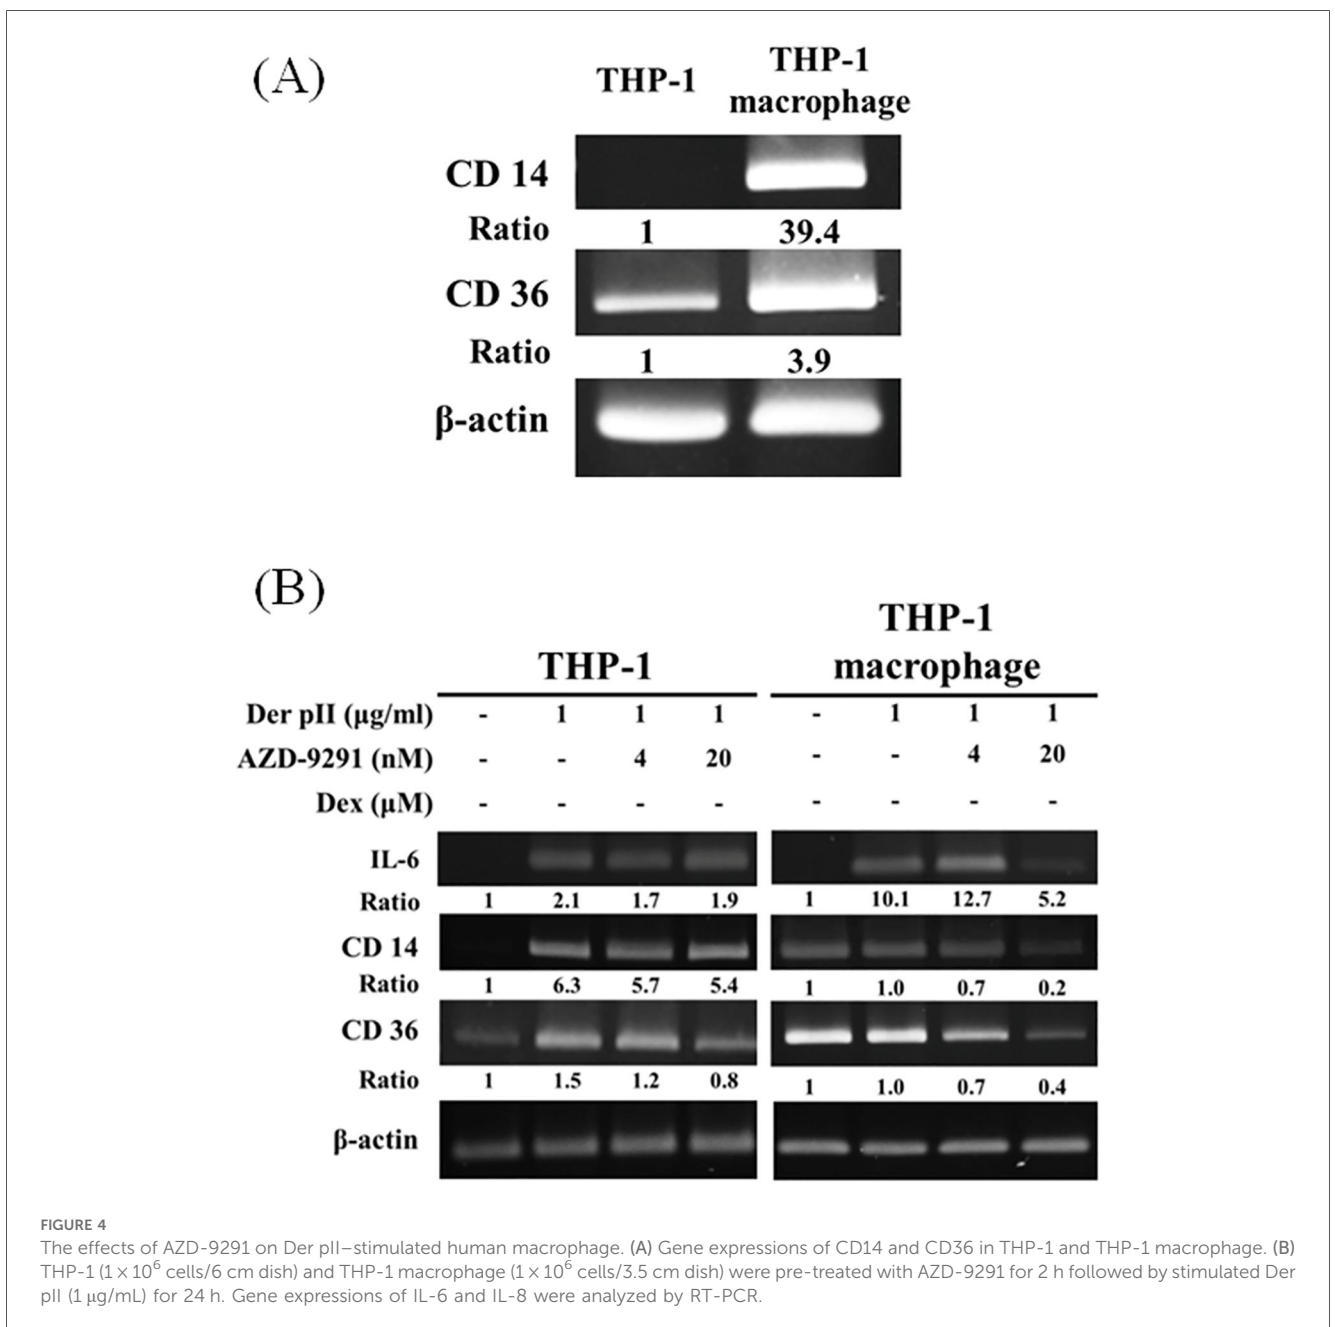 (A)
THP-1
THP-1
macrophage
CD 14
Ratio 1 39.4
CD 36
Ratio 1 3.9
β-actin
(B)
THP-1
THP-1
macrophage
Der pII (µg/ml) - 1 1 1 - 1 1 1
AZD-9291 (nM) - - 4 20 - - 4 20
Dex (µM) - - - - - - - -
IL-6
Ratio 1 2.1 1.7 1.9 1 10.1 12.7 5.2
CD 14
Ratio 1 6.3 5.7 5.4 1 1.0 0.7 0.2
CD 36
Ratio 1 1.5 1.2 0.8 1 1.0 0.7 0.4
β-actin
FIGURE 4
The effects of AZD-9291 on Der pII–stimulated human macrophage. (A) Gene expressions of CD14 and CD36 in THP-1 and THP-1 macrophage. (B)
THP-1 (1 × 10⁶ cells/6 cm dish) and THP-1 macrophage (1 × 10⁶ cells/3.5 cm dish) were pre-treated with AZD-9291 for 2 h followed by stimulated Der
pII (1 µg/mL) for 24 h. Gene expressions of IL-6 and IL-8 were analyzed by RT-PCR.